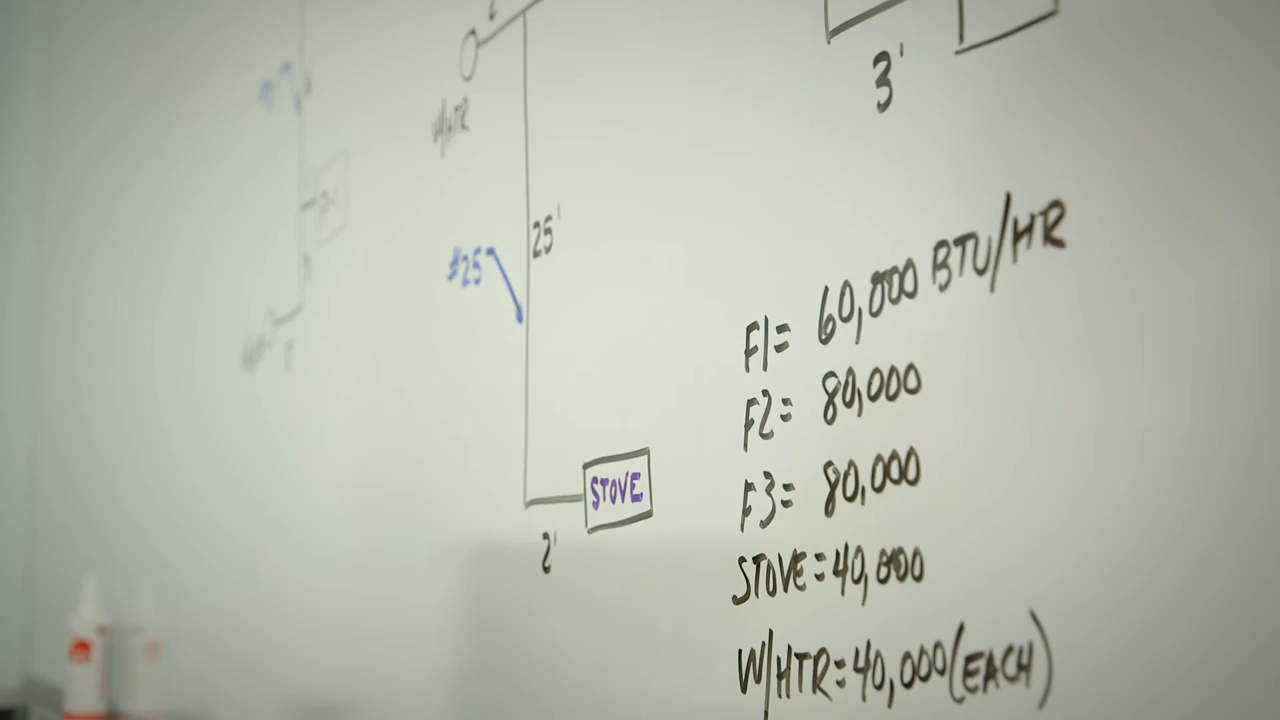 W/HTR
3'
25'
#25
STOVE
2'
F1= 60,000 BTU/HR
F2= 80,000
F3= 80,000
STOVE=40,000
W/HTR=40,000(EACH)